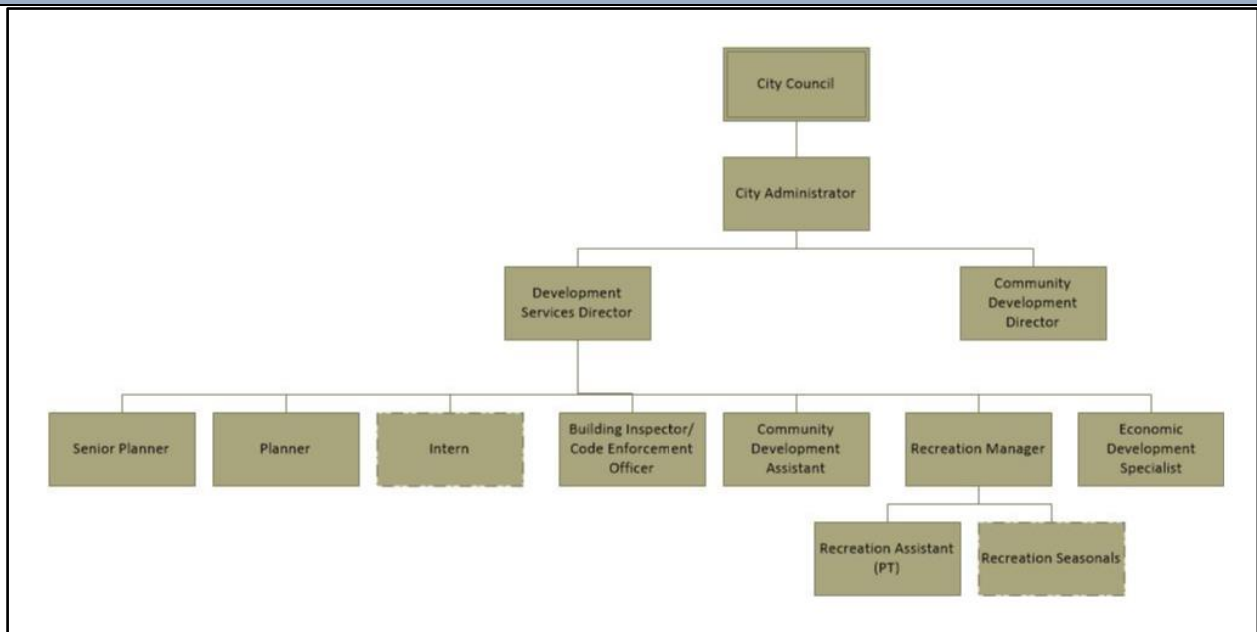 City Council
City Administrator
Development
Services Director
Community
Development
Director
Senior Planner
Planner
Intern
Building Inspector/
Code Enforcement
Officer
Community
Development
Assistant
Recreation Manager
Economic
Development
Specialist
Recreation Assistant
(PT)
Recreation Seasonals